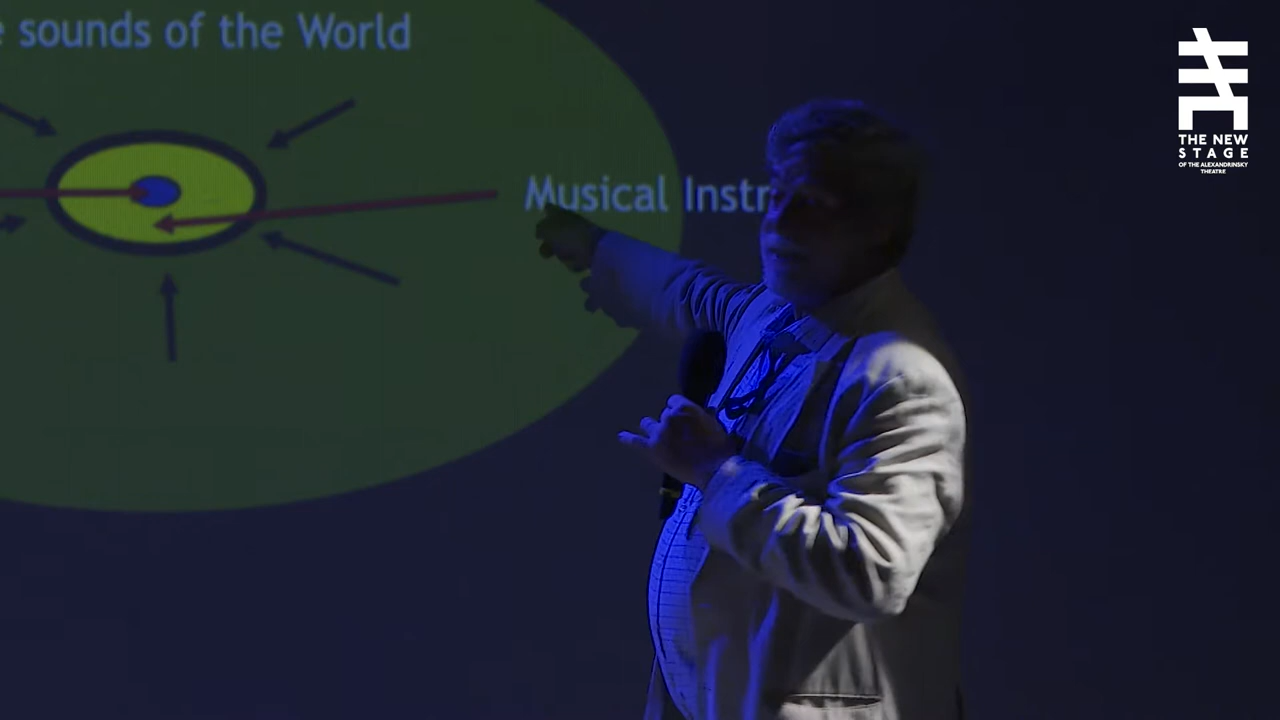 sounds of the World
Musical Instr
THE NEW
STAGE
OF THE ALEXANDRINSKY
THEATRE